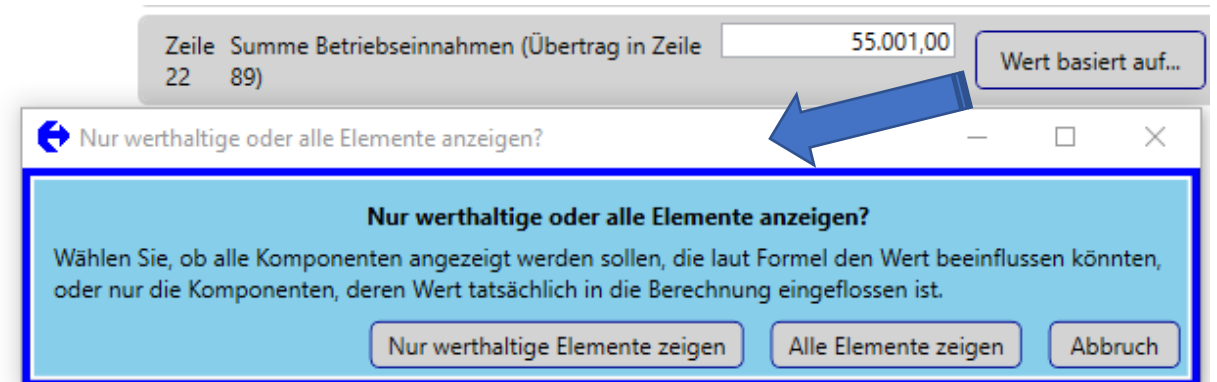 Zeile Summe Betriebseinnahmen (Übertrag in Zeile 55.001,00
22 89) Wert basiert auf...
Nur werthaltige oder alle Elemente anzeigen?
Nur werthaltige oder alle Elemente anzeigen?
Wählen Sie, ob alle Komponenten angezeigt werden sollen, die laut Formel den Wert beeinflussen könnten,
oder nur die Komponenten, deren Wert tatsächlich in die Berechnung eingeflossen ist.
Nur werthaltige Elemente zeigen Alle Elemente zeigen Abbruch